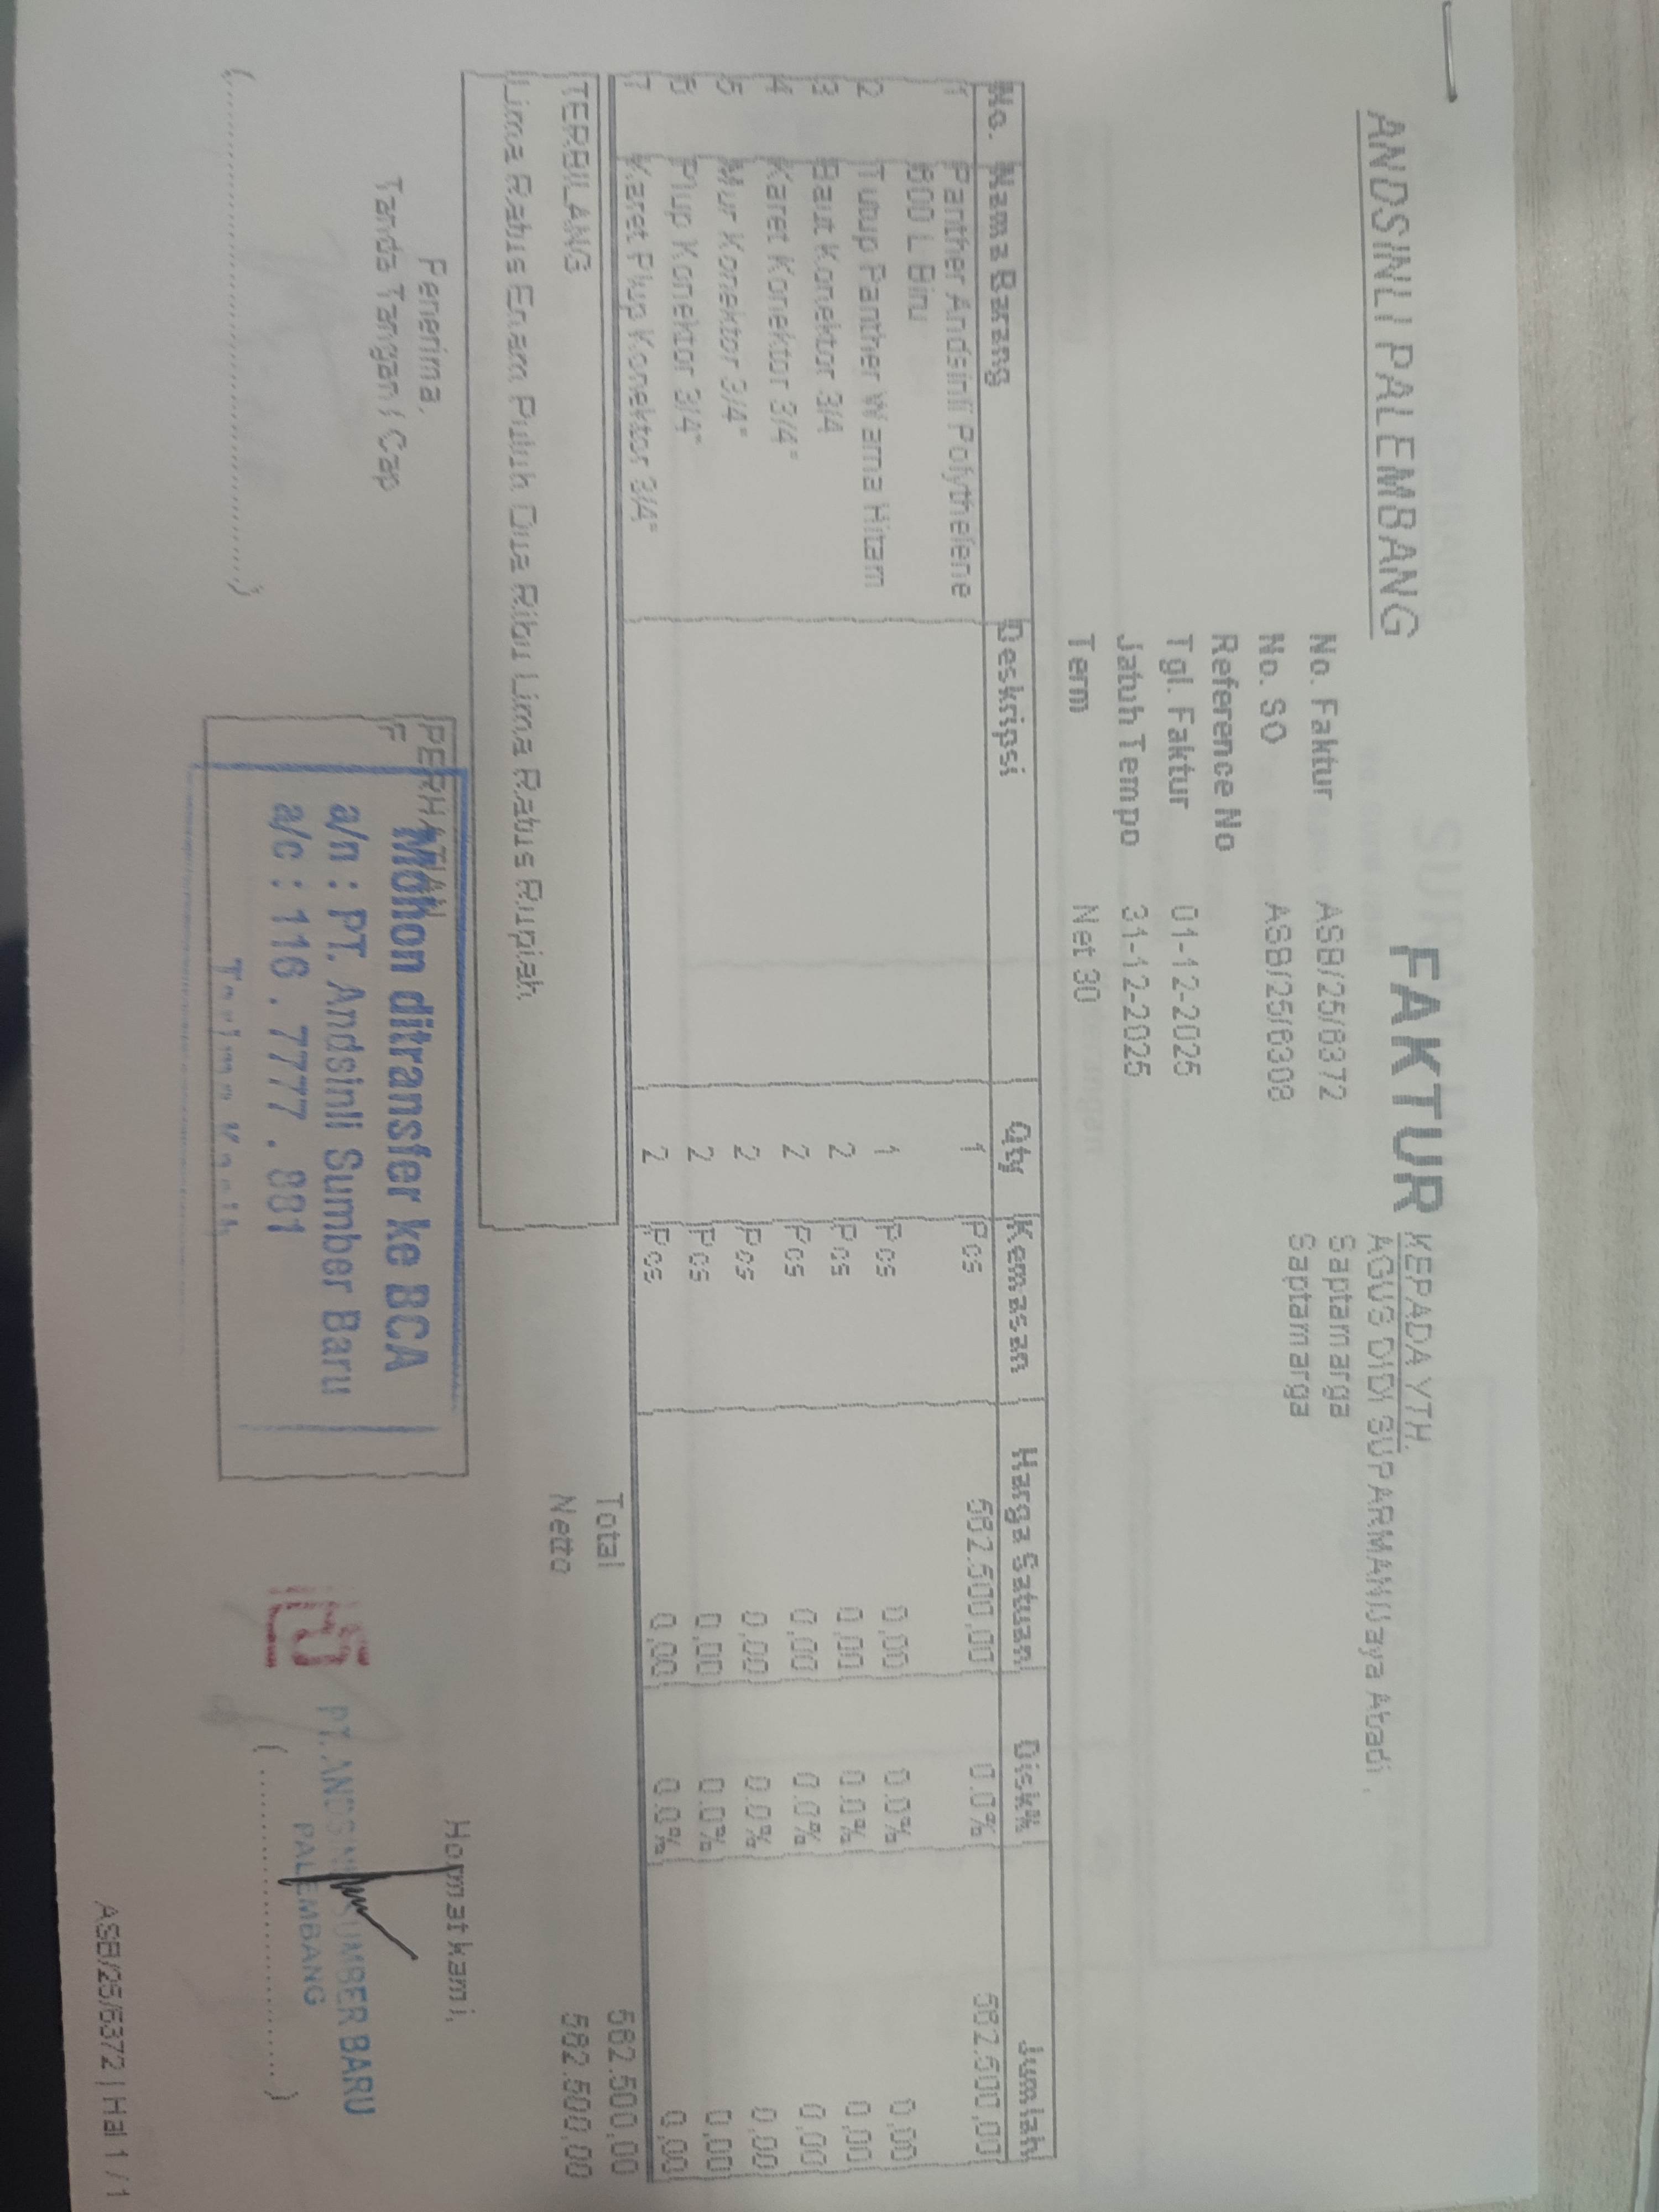 ANDSINLI PALEMBANG
FAKTUR
KEPADA YTH.
AGUS DIDI SUPARMAN(Jaya Abadi
Saptamarga
Saptamarga
No. Faktur ASB/25/6372
No. SO ASB/25/6308
Reference No
Tgl. Faktur 01-12-2025
Jatuh Tempo 31-12-2025
Term Net 30
No. Nama Barang Deskripsi Qty Kemasan Harga Satuan Disk% Jumlah
1 Panther Andsinli Polythelene 1 Pcs 562.500,00 0.0% 562.500,00
600 L Biru
2 Tutup Panther Warna Hitam 1 Pcs 0,00 0.0% 0,00
3 Baut Konektor 3/4 2 Pcs 0,00 0.0% 0,00
4 Karet Konektor 3/4" 2 Pcs 0,00 0.0% 0,00
5 Mur Konektor 3/4" 2 Pcs 0,00 0.0% 0,00
6 Plup Konektor 3/4" 2 Pcs 0,00 0.0% 0,00
7 Karet Plup Konektor 3/4" 2 Pcs 0,00 0.0% 0,00
TERBILANG
Lima Ratus Enam Puluh Dua Ribu Lima Ratus Rupiah
Total 562.500,00
Netto 562.500,00
Penerima,
Tanda Tangan / Cap
(..............................)
PERHATIAN
Mohon ditransfer ke BCA
a/n : PT. Andsinli Sumber Baru
a/c : 116 . 7777 . 881
Terima Kasih
Hormat kami,
PT. ANDSINLI SUMBER BARU
PALEMBANG
(..............................)
ASB/25/6372 | Hal 1 / 1